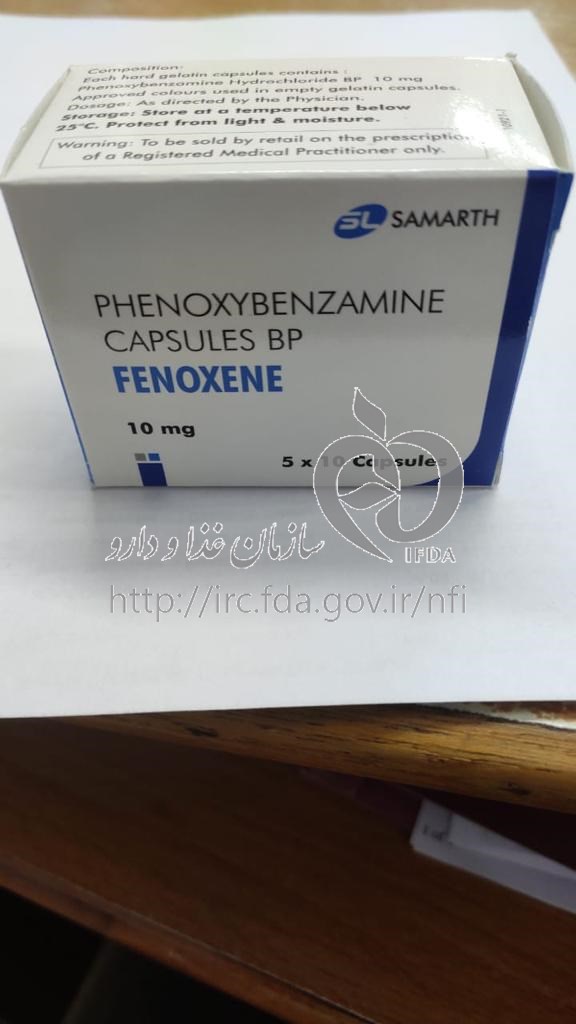 Composition:
Each hard gelatin capsules contains :
Phenoxybenzamine Hydrochloride BP 10 mg
Approved colours used in empty gelatin capsules.
Dosage: As directed by the Physician.
Storage: Store at a temperature below
25°C. Protect from light & moisture.
Warning: To be sold by retail on the prescription
of a Registered Medical Practitioner only.
SL SAMARTH
PHENOXYBENZAMINE
CAPSULES BP
FENOXENE
10 mg
5 x 10 Capsules
سازمان غذا و دارو
IFDA
http://irc.fda.gov.ir/nfi